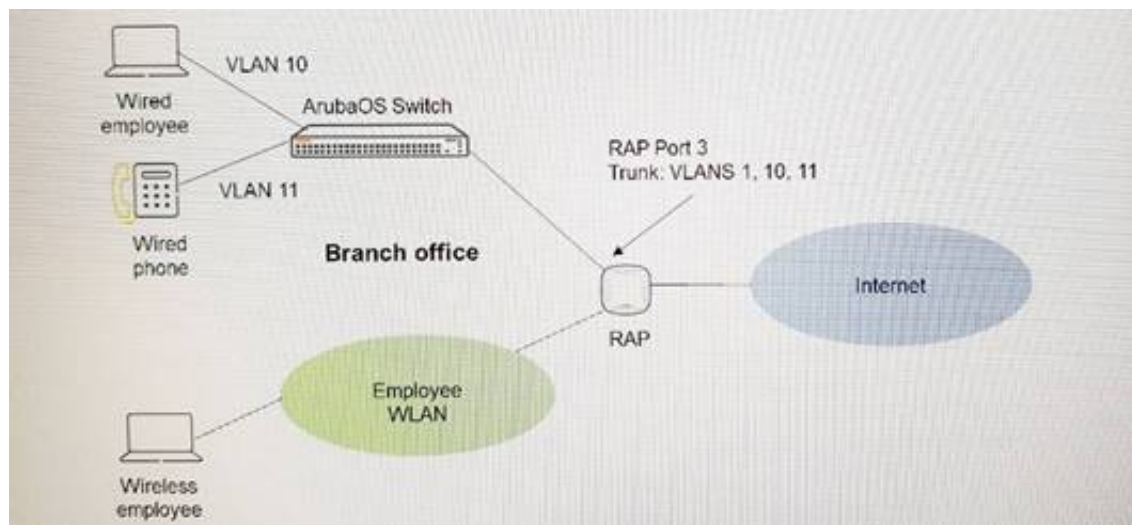 VLAN 10
Wired
employee
ArubaOS Switch
RAP Port 3
Trunk: VLANS 1, 10, 11
VLAN 11
Wired
phone
Branch office
Internet
RAP
Employee
WLAN
Wireless
employee